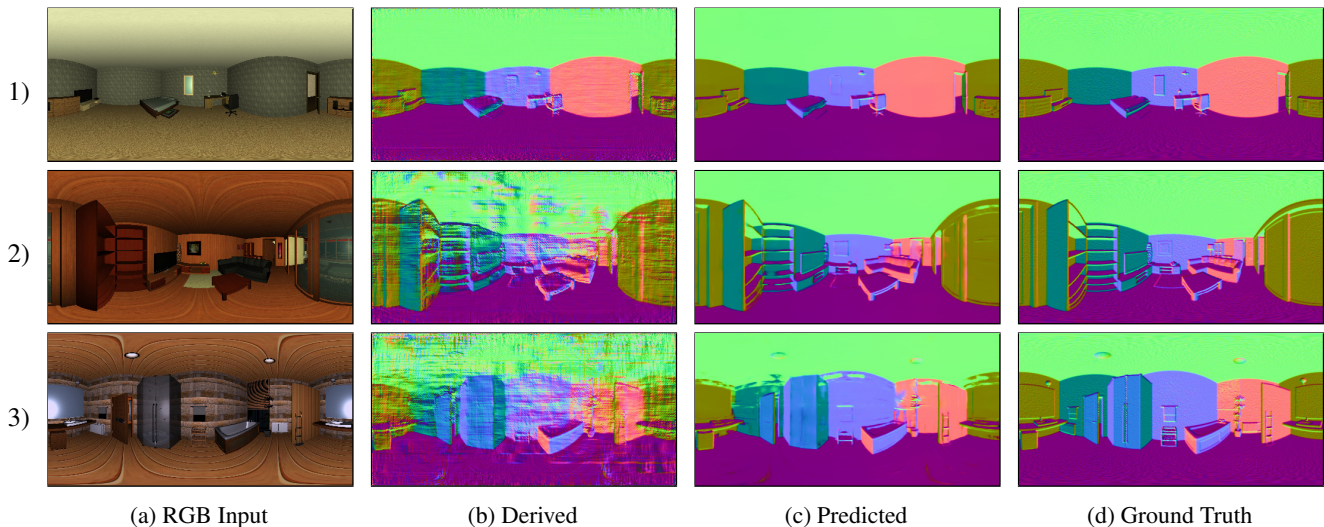 1)
2)
3)
(a) RGB Input
(b) Derived
(c) Predicted
(d) Ground Truth